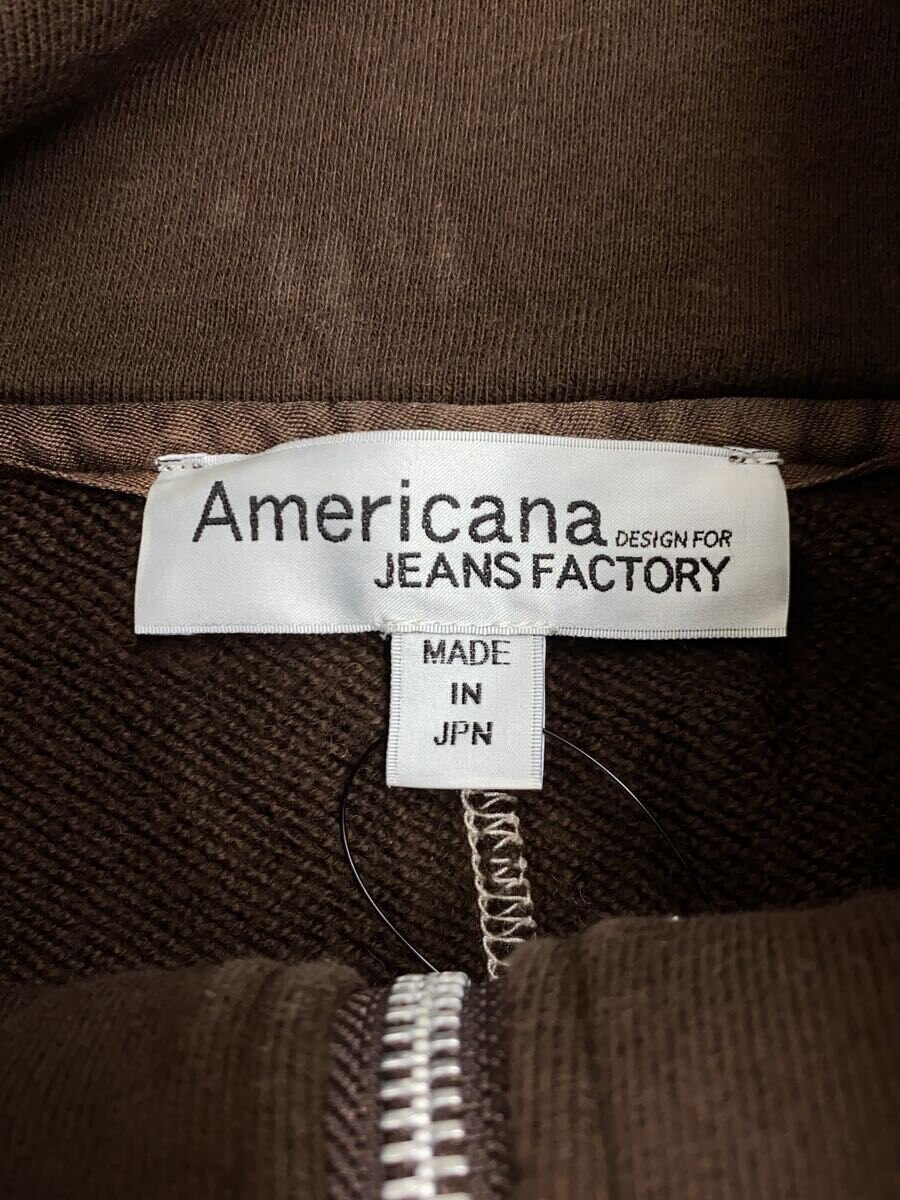 Americana DESIGN FOR
JEANS FACTORY
MADE
IN
JPN